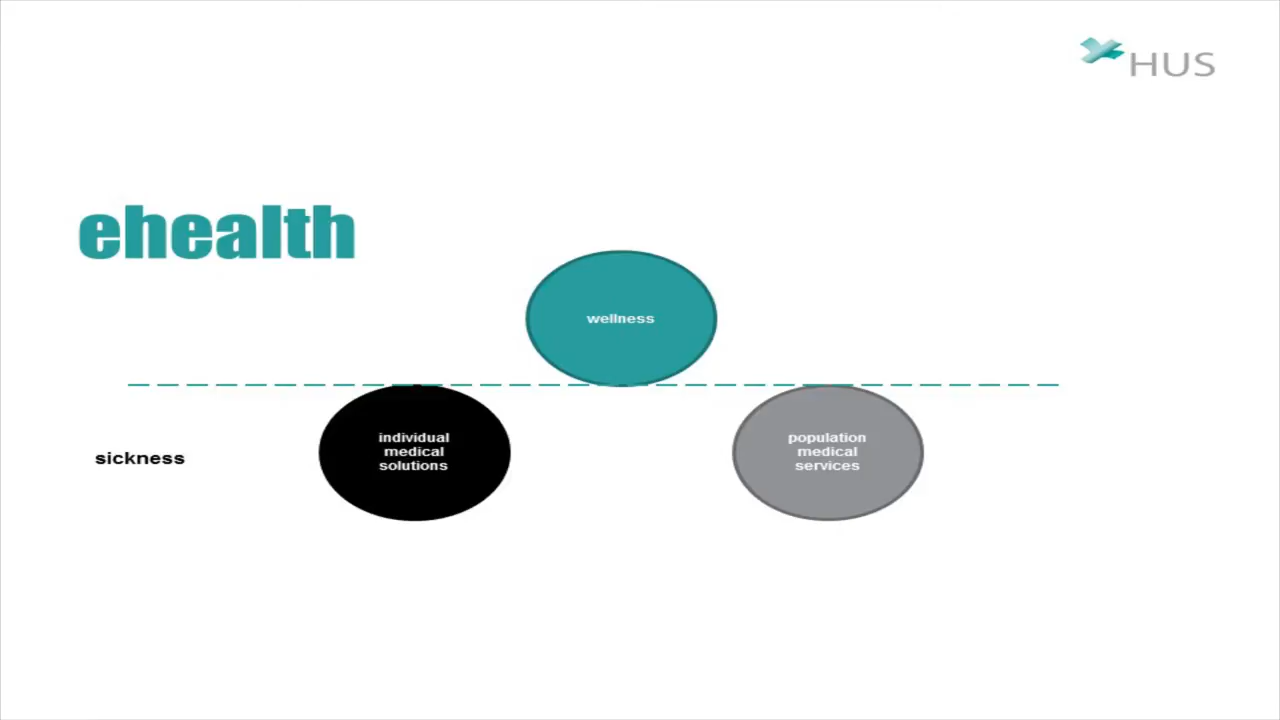 HUS
ehealth
wellness
individual
medical
solutions
population
medical
services
sickness